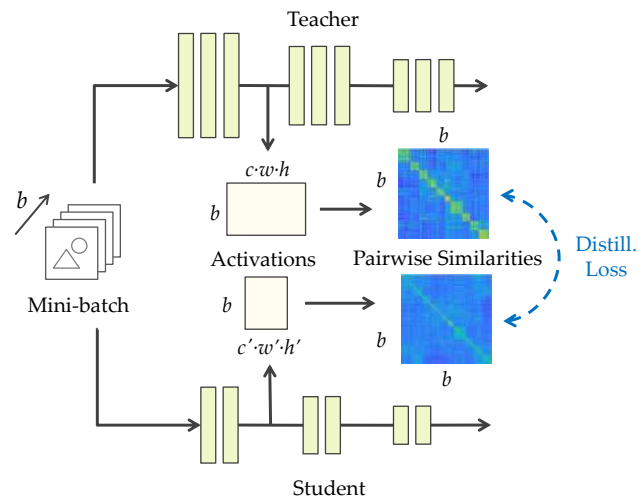 Teacher
b
c·w·h
b
b
b
Activations
Pairwise Similarities
Distill.
Loss
Mini-batch
b
c′·w′·h′
b
b
Student